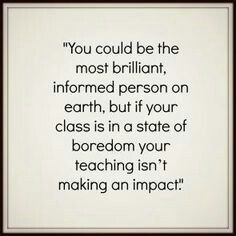 "You could be the
most brilliant,
informed person on
earth, but if your
class is in a state of
boredom your
teaching isn't
making an impact."